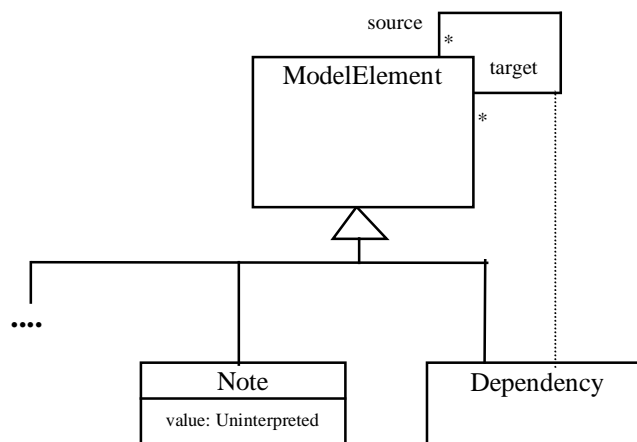 source
*
ModelElement
target
*
....
Note
Dependency
value: Uninterpreted